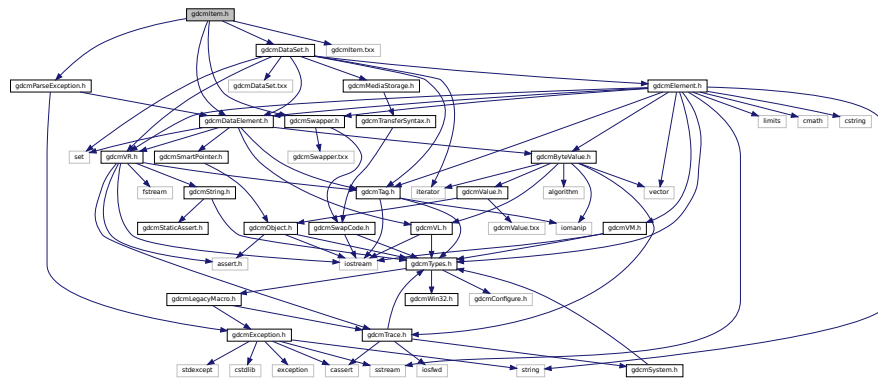 gdcmItem.h
gdcmDataSet.h
gdcmItem.txx
gdcmParseException.h
gdcmDataSet.txx
gdcmMediaStorage.h
gdcmElement.h
gdcmDataElement.h
gdcmSwapper.h
gdcmTransferSyntax.h
limits
cmath
cstring
set
gdcmVR.h
gdcmSmartPointer.h
gdcmSwapper.txx
gdcmByteValue.h
fstream
gdcmString.h
gdcmTag.h
iterator
gdcmValue.h
algorithm
vector
gdcmStaticAssert.h
gdcmObject.h
gdcmSwapCode.h
gdcmVL.h
gdcmValue.txx
iomanip
gdcmVM.h
assert.h
iostream
gdcmTypes.h
gdcmLegacyMacro.h
gdcmWin32.h
gdcmConfigure.h
gdcmException.h
gdcmTrace.h
stdexcept
cstdlib
exception
cassert
sstream
iosfwd
string
gdcmSystem.h